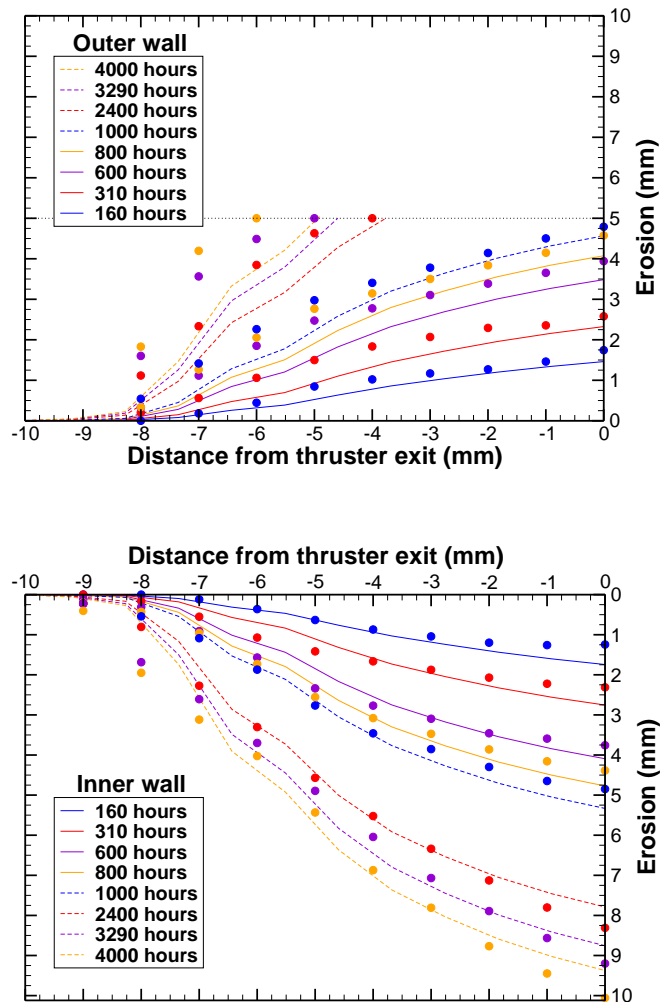 Outer wall
4000 hours
3290 hours
2400 hours
1000 hours
800 hours
600 hours
310 hours
160 hours
10
9
8
7
6
5
4
3
2
1
0
Erosion (mm)
-10 -9 -8 -7 -6 -5 -4 -3 -2 -1 0
Distance from thruster exit (mm)
Distance from thruster exit (mm)
-10 -9 -8 -7 -6 -5 -4 -3 -2 -1 0
0
1
2
3
4
5
6
7
8
9
10
Erosion (mm)
Inner wall
160 hours
310 hours
600 hours
800 hours
1000 hours
2400 hours
3290 hours
4000 hours